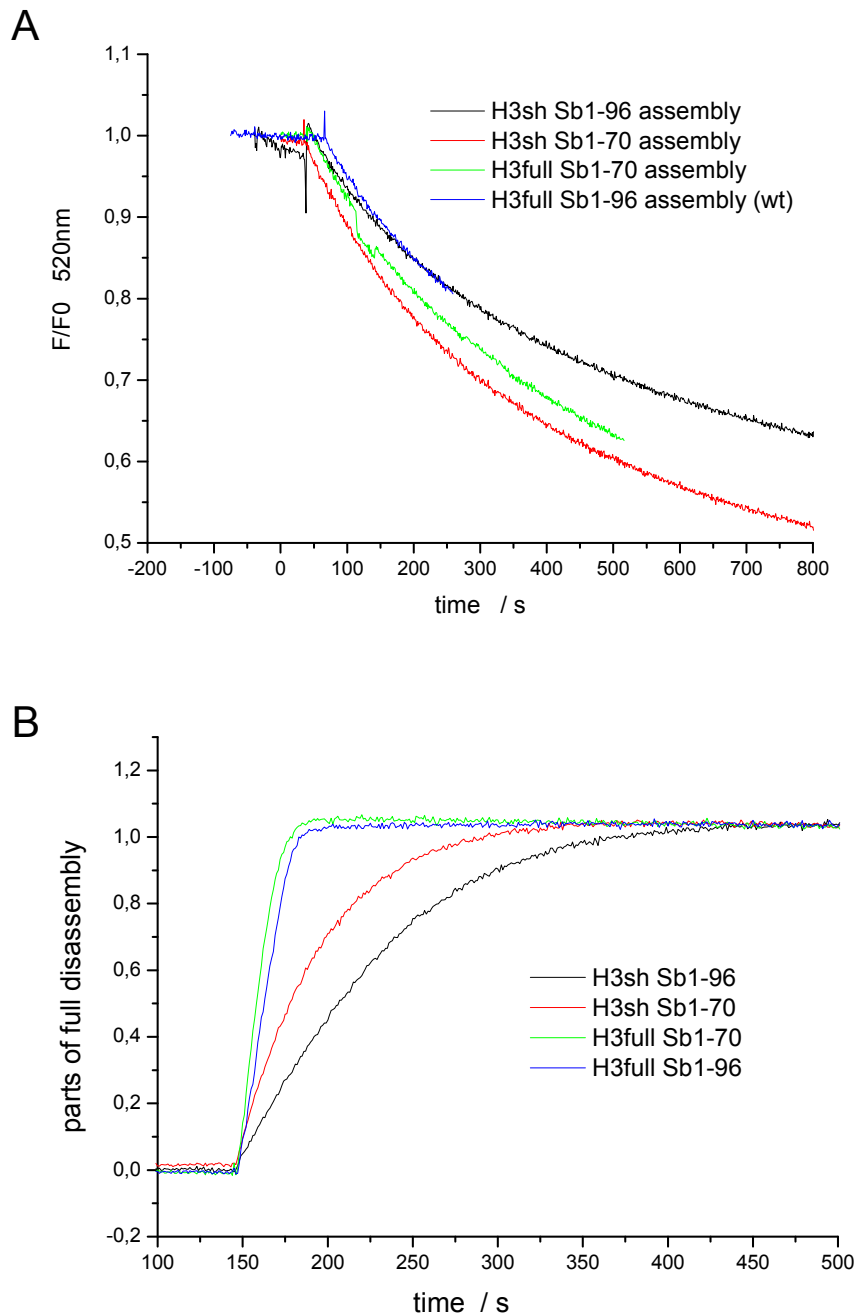 A
1,1
1,0
0,9
0,8
0,7
0,6
0,5
F/F0 520nm
H3sh Sb1-96 assembly
H3sh Sb1-70 assembly
H3full Sb1-70 assembly
H3full Sb1-96 assembly (wt)
-200 -100 0 100 200 300 400 500 600 700 800
time / s
B
1,2
1,0
0,8
0,6
0,4
0,2
0,0
-0,2
parts of full disassembly
H3sh Sb1-96
H3sh Sb1-70
H3full Sb1-70
H3full Sb1-96
100 150 200 250 300 350 400 450 500
time / s